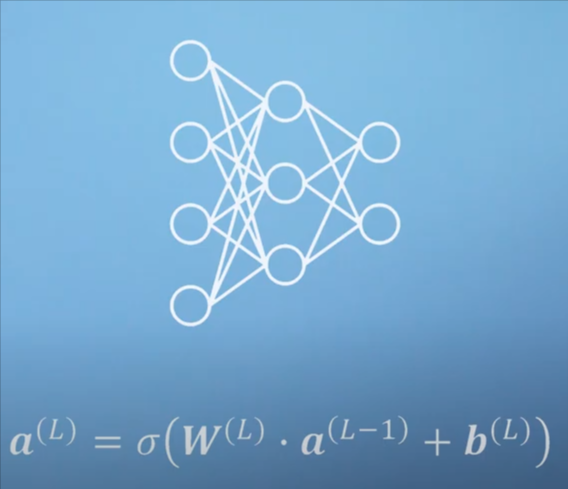 a^(L) = σ(W^(L) · a^(L−1) + b^(L))